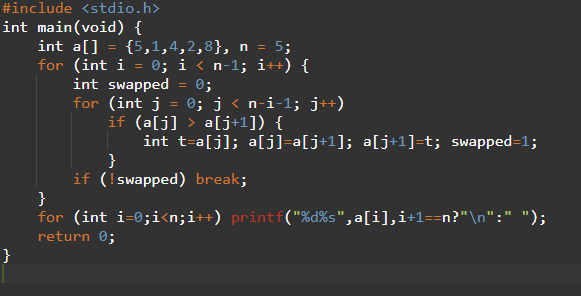 #include <stdio.h>
int main(void) {
    int a[] = {5,1,4,2,8}, n = 5;
    for (int i = 0; i < n-1; i++) {
        int swapped = 0;
        for (int j = 0; j < n-i-1; j++)
            if (a[j] > a[j+1]) {
                int t=a[j]; a[j]=a[j+1]; a[j+1]=t; swapped=1;
            }
        if (!swapped) break;
    }
    for (int i=0;i<n;i++) printf("%d%s",a[i],i+1==n?"\n":" ");
    return 0;
}